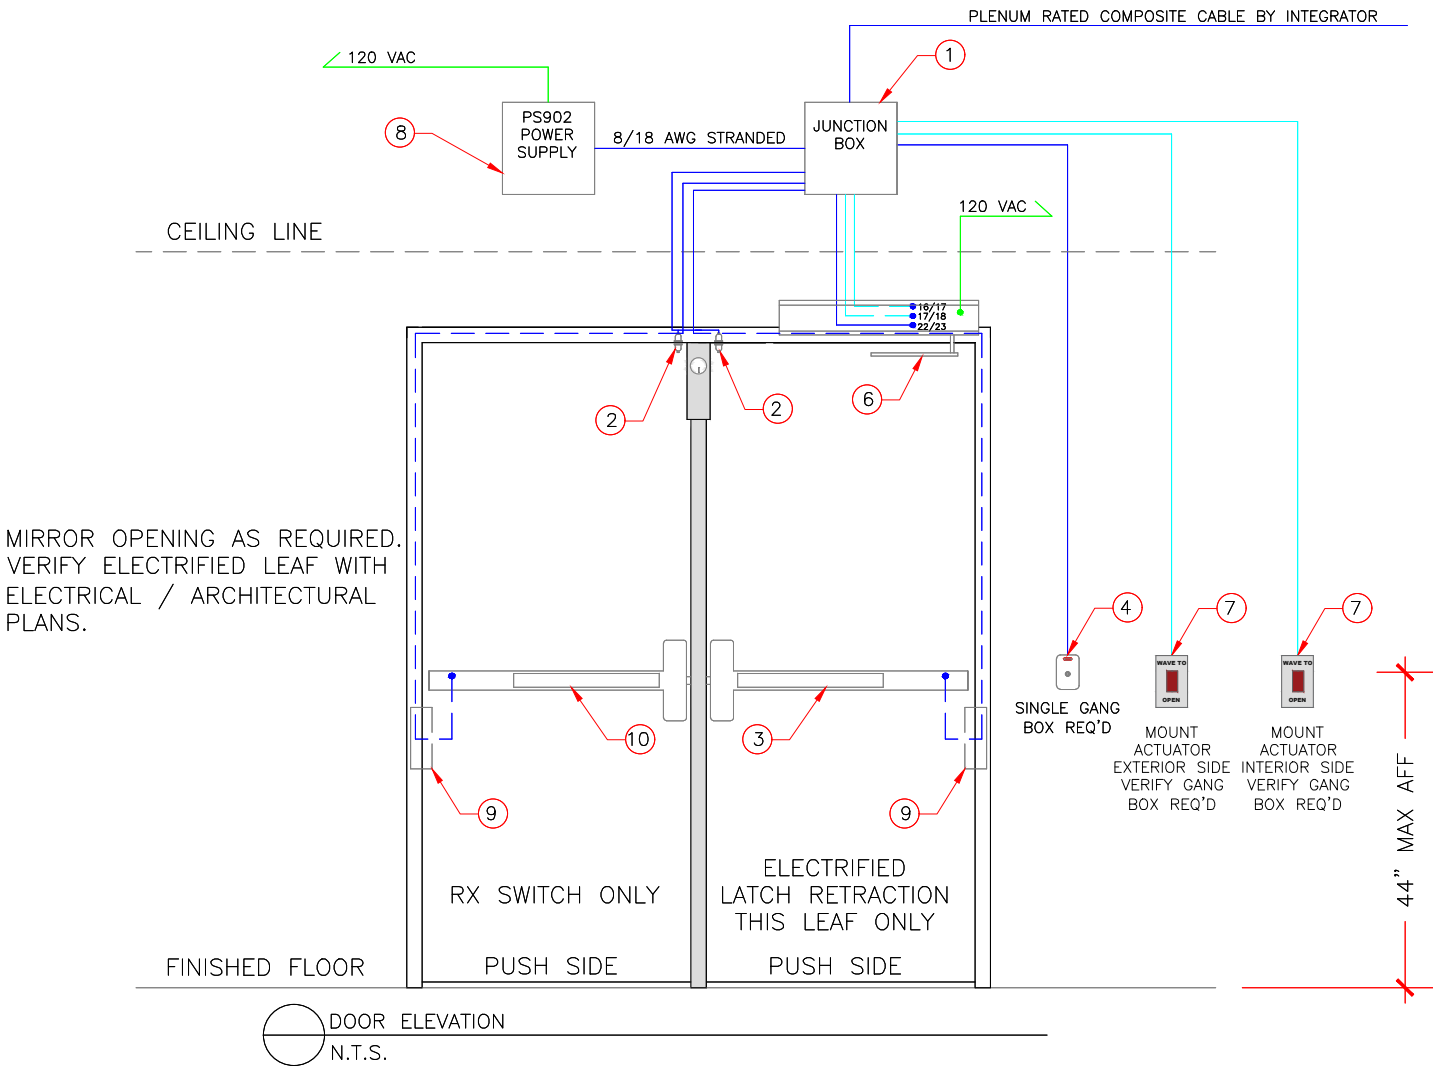 PLENUM RATED COMPOSITE CABLE BY INTEGRATOR
120 VAC
1
8
PS902
POWER
SUPPLY
8/18 AWG STRANDED
JUNCTION
BOX
120 VAC
CEILING LINE
16/17
17/18
22/23
2
2
6
MIRROR OPENING AS REQUIRED.
VERIFY ELECTRIFIED LEAF WITH
ELECTRICAL / ARCHITECTURAL
PLANS.
4
7
7
WAVE TO
OPEN
WAVE TO
OPEN
SINGLE GANG
BOX REQ'D
MOUNT
ACTUATOR
EXTERIOR SIDE
VERIFY GANG
BOX REQ'D
MOUNT
ACTUATOR
INTERIOR SIDE
VERIFY GANG
BOX REQ'D
10
3
9
9
44" MAX AFF
RX SWITCH ONLY
ELECTRIFIED
LATCH RETRACTION
THIS LEAF ONLY
FINISHED FLOOR
PUSH SIDE
PUSH SIDE
DOOR ELEVATION
N.T.S.